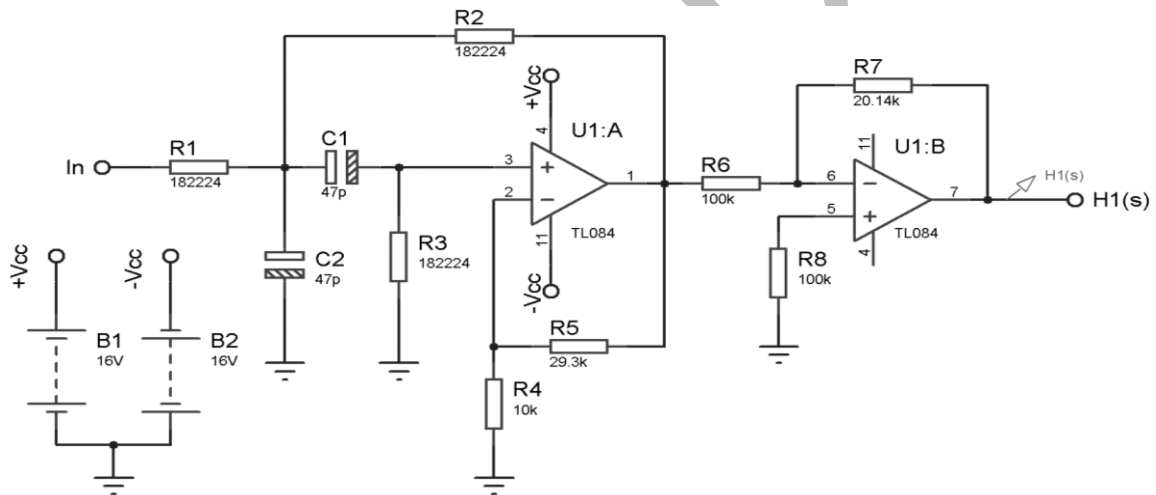 R2
182224
+Vcc
4
U1:A
R7
20.14k
In
R1
182224
C1
47p
3
2
1
11
TL084
-Vcc
R6
100k
11
U1:B
6
5
7
4
TL084
H1(s)
H1(s)
C2
47p
R3
182224
R8
100k
+Vcc
-Vcc
B1
16V
B2
16V
R5
29.3k
R4
10k